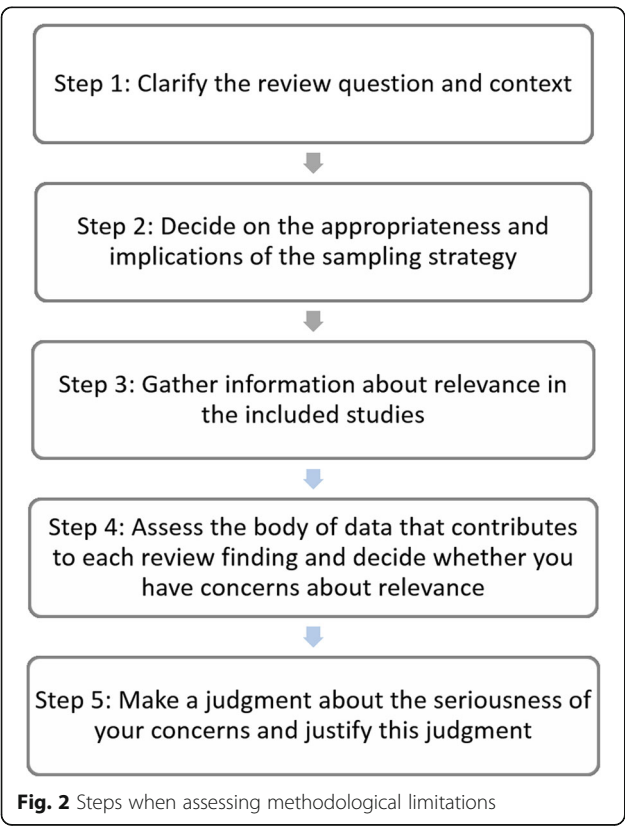 Step 1: Clarify the review question and context
Step 2: Decide on the appropriateness and
implications of the sampling strategy
Step 3: Gather information about relevance in
the included studies
Step 4: Assess the body of data that contributes
to each review finding and decide whether you
have concerns about relevance
Step 5: Make a judgment about the seriousness of
your concerns and justify this judgment
Fig. 2 Steps when assessing methodological limitations